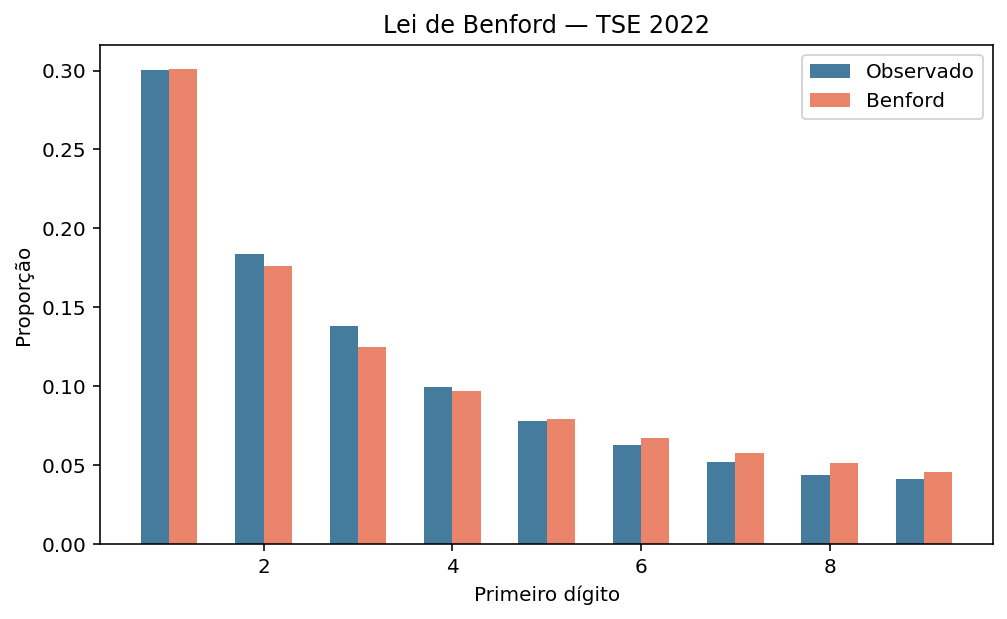 Lei de Benford — TSE 2022
Observado
Benford
Proporção
0.30
0.25
0.20
0.15
0.10
0.05
0.00
2 4 6 8
Primeiro dígito